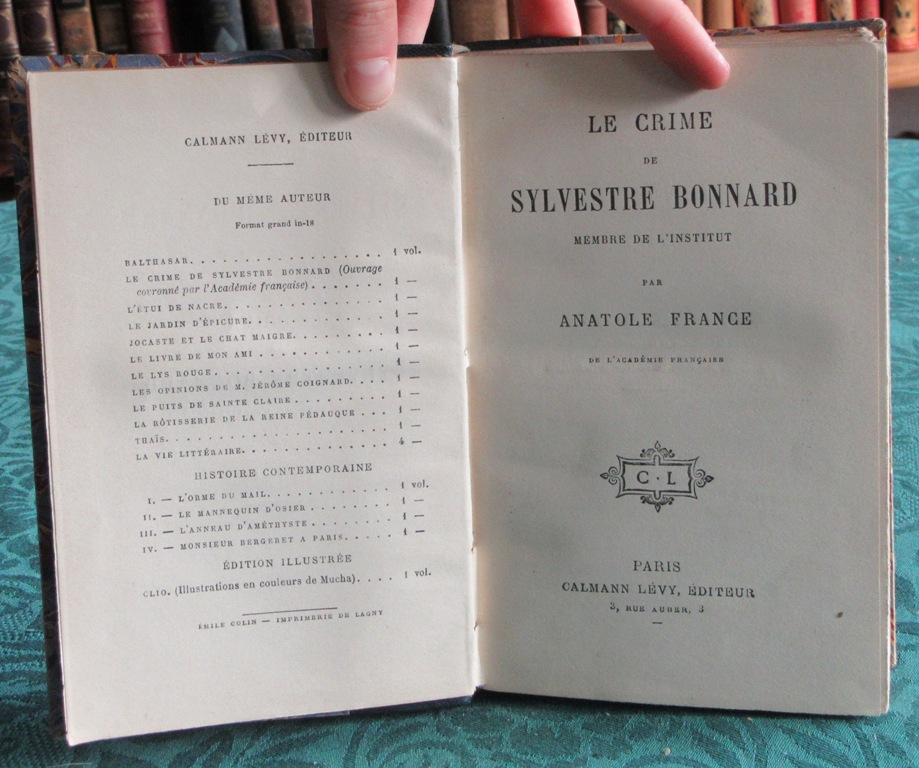 CALMANN LÉVY, ÉDITEUR
DU MÊME AUTEUR
Format grand in-18
BALTHASAR. . . . . . . . . . . . . . . . . 1 vol.
LE CRIME DE SYLVESTRE BONNARD (Ouvrage
couronné par l'Académie française) . . . . . . . 1 —
L'ÉTUI DE NACRE. . . . . . . . . . . . . . 1 —
LE JARDIN D'ÉPICURE. . . . . . . . . . . . 1 —
JOCASTE ET LE CHAT MAIGRE. . . . . . . . . 1 —
LE LIVRE DE MON AMI . . . . . . . . . . . 1 —
LE LYS ROUGE. . . . . . . . . . . . . . . 1 —
LES OPINIONS DE M. JÉRÔME COIGNARD. . . . 1 —
LE PUITS DE SAINTE CLAIRE . . . . . . . . 1 —
LA RÔTISSERIE DE LA REINE PÉDAUQUE . . . 1 —
THAÏS. . . . . . . . . . . . . . . . . . . 1 —
LA VIE LITTÉRAIRE. . . . . . . . . . . . . 4 —
HISTOIRE CONTEMPORAINE
I. — L'ORME DU MAIL. . . . . . . . . . . . 1 vol.
II. — LE MANNEQUIN D'OSIER . . . . . . . . 1 —
III. — L'ANNEAU D'AMÉTHYSTE . . . . . . . . 1 —
IV. — MONSIEUR BERGERET A PARIS. . . . . . 1 —
ÉDITION ILLUSTRÉE
CLIO. (Illustrations en couleurs de Mucha). . . . . 1 vol.
ÉMILE COLIN — IMPRIMERIE DE LAGNY
LE CRIME
DE
SYLVESTRE BONNARD
MEMBRE DE L'INSTITUT
PAR
ANATOLE FRANCE
DE L'ACADÉMIE FRANÇAISE
C · L
PARIS
CALMANN LÉVY, ÉDITEUR
3, RUE AUBER, 3